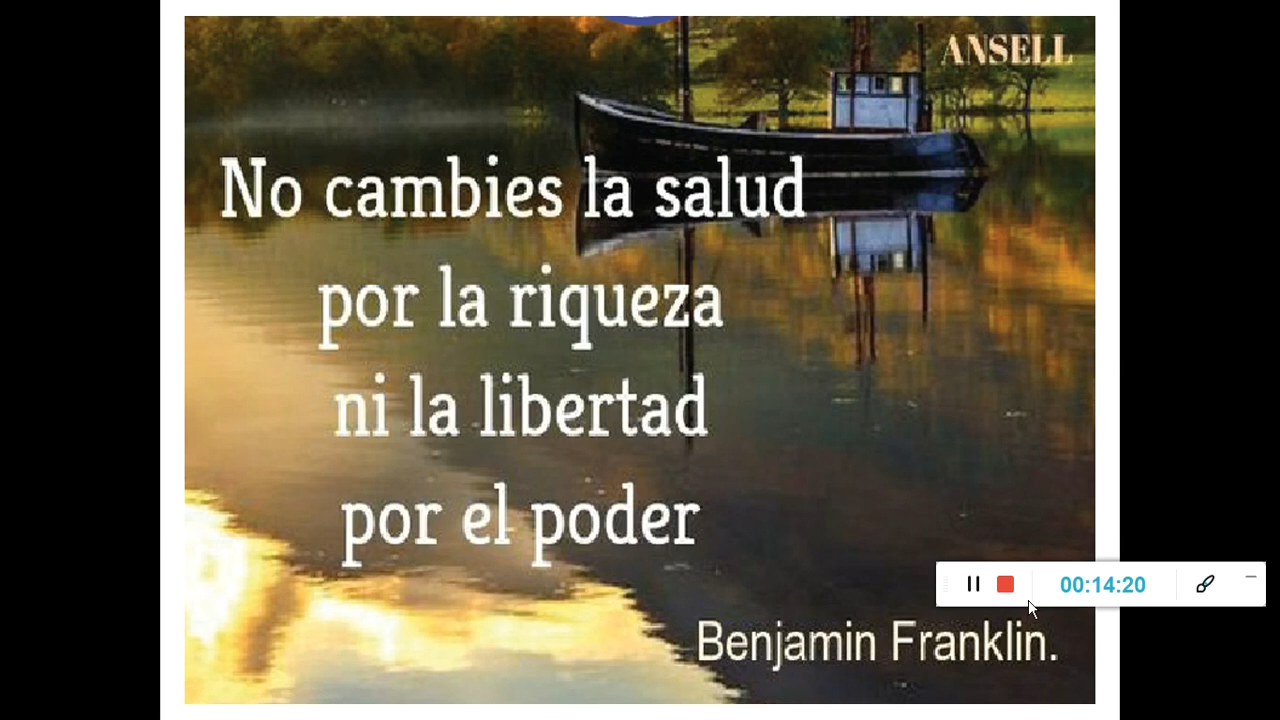 ANSELL
No cambies la salud
por la riqueza
ni la libertad
por el poder
00:14:20
Benjamin Franklin.